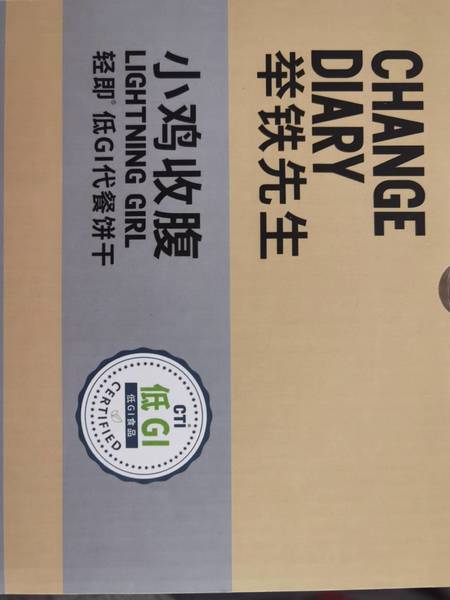 CHANGE
DIARY
举铁先生
小鸡收腹
LIGHTNING GIRL
轻即® 低GI代餐饼干
CTI
低GI
低GI食品
CERTIFIED